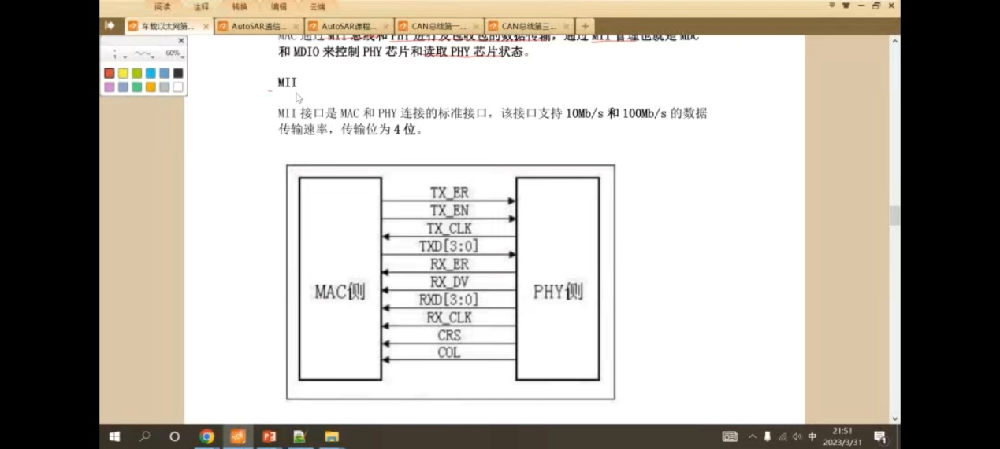 阅读 注释 转换 编辑 云端
车载以太网第... AutoSAR通信... AutoSAR课程... CAN总线第一... CAN总线第三...
60%
MAC 通过 MII 总线和 PHY 进行发包收包的数据传输，通过 MII 管理也就是 MDC
和 MDIO 来控制 PHY 芯片和读取 PHY 芯片状态。
MII
MII 接口是 MAC 和 PHY 连接的标准接口，该接口支持 10Mb/s 和 100Mb/s 的数据
传输速率，传输位为 4 位。
TX_ER
TX_EN
TX_CLK
TXD[3:0]
RX_ER
RX_DV
MAC侧
PHY侧
RXD[3:0]
RX_CLK
CRS
COL
中
21:51
2023/3/31
1